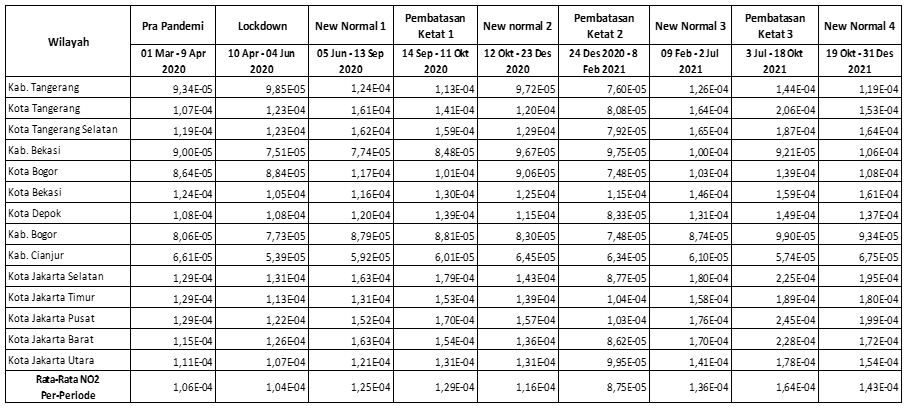 Wilayah Pra Pandemi Lockdown New Normal 1 Pembatasan Ketat 1 New normal 2 Pembatasan Ketat 2 New Normal 3 Pembatasan Ketat 3 New Normal 4
01 Mar - 9 Apr 2020 10 Apr - 04 Jun 2020 05 Jun - 13 Sep 2020 14 Sep - 11 Okt 2020 12 Okt - 23 Des 2020 24 Des 2020 - 8 Feb 2021 09 Feb - 2 Jul 2021 3 Jul - 18 Okt 2021 19 Okt - 31 Des 2021
Kab. Tangerang 9,34E-05 9,85E-05 1,24E-04 1,13E-04 9,72E-05 7,60E-05 1,26E-04 1,44E-04 1,19E-04
Kota Tangerang 1,07E-04 1,23E-04 1,61E-04 1,41E-04 1,20E-04 8,08E-05 1,64E-04 2,06E-04 1,53E-04
Kota Tangerang Selatan 1,19E-04 1,23E-04 1,62E-04 1,59E-04 1,29E-04 7,92E-05 1,65E-04 1,87E-04 1,64E-04
Kab. Bekasi 9,00E-05 7,51E-05 7,74E-05 8,48E-05 9,67E-05 9,75E-05 1,00E-04 9,21E-05 1,06E-04
Kota Bogor 8,64E-05 8,84E-05 1,17E-04 1,01E-04 9,06E-05 7,48E-05 1,03E-04 1,39E-04 1,08E-04
Kota Bekasi 1,24E-04 1,05E-04 1,16E-04 1,30E-04 1,25E-04 1,15E-04 1,46E-04 1,59E-04 1,61E-04
Kota Depok 1,08E-04 1,08E-04 1,20E-04 1,39E-04 1,15E-04 8,33E-05 1,31E-04 1,49E-04 1,37E-04
Kab. Bogor 8,06E-05 7,73E-05 8,79E-05 8,81E-05 8,30E-05 7,48E-05 8,74E-05 9,90E-05 9,34E-05
Kab. Cianjur 6,61E-05 5,39E-05 5,92E-05 6,01E-05 6,45E-05 6,34E-05 6,10E-05 5,74E-05 6,75E-05
Kota Jakarta Selatan 1,29E-04 1,31E-04 1,63E-04 1,79E-04 1,43E-04 8,77E-05 1,80E-04 2,25E-04 1,95E-04
Kota Jakarta Timur 1,29E-04 1,13E-04 1,31E-04 1,53E-04 1,39E-04 1,04E-04 1,58E-04 1,89E-04 1,80E-04
Kota Jakarta Pusat 1,29E-04 1,22E-04 1,52E-04 1,70E-04 1,57E-04 1,03E-04 1,76E-04 2,45E-04 1,99E-04
Kota Jakarta Barat 1,15E-04 1,26E-04 1,63E-04 1,54E-04 1,36E-04 8,62E-05 1,70E-04 2,28E-04 1,72E-04
Kota Jakarta Utara 1,11E-04 1,07E-04 1,21E-04 1,31E-04 1,31E-04 9,95E-05 1,41E-04 1,78E-04 1,54E-04
Rata-Rata NO2 Per-Periode 1,06E-04 1,04E-04 1,25E-04 1,29E-04 1,16E-04 8,75E-05 1,36E-04 1,64E-04 1,43E-04